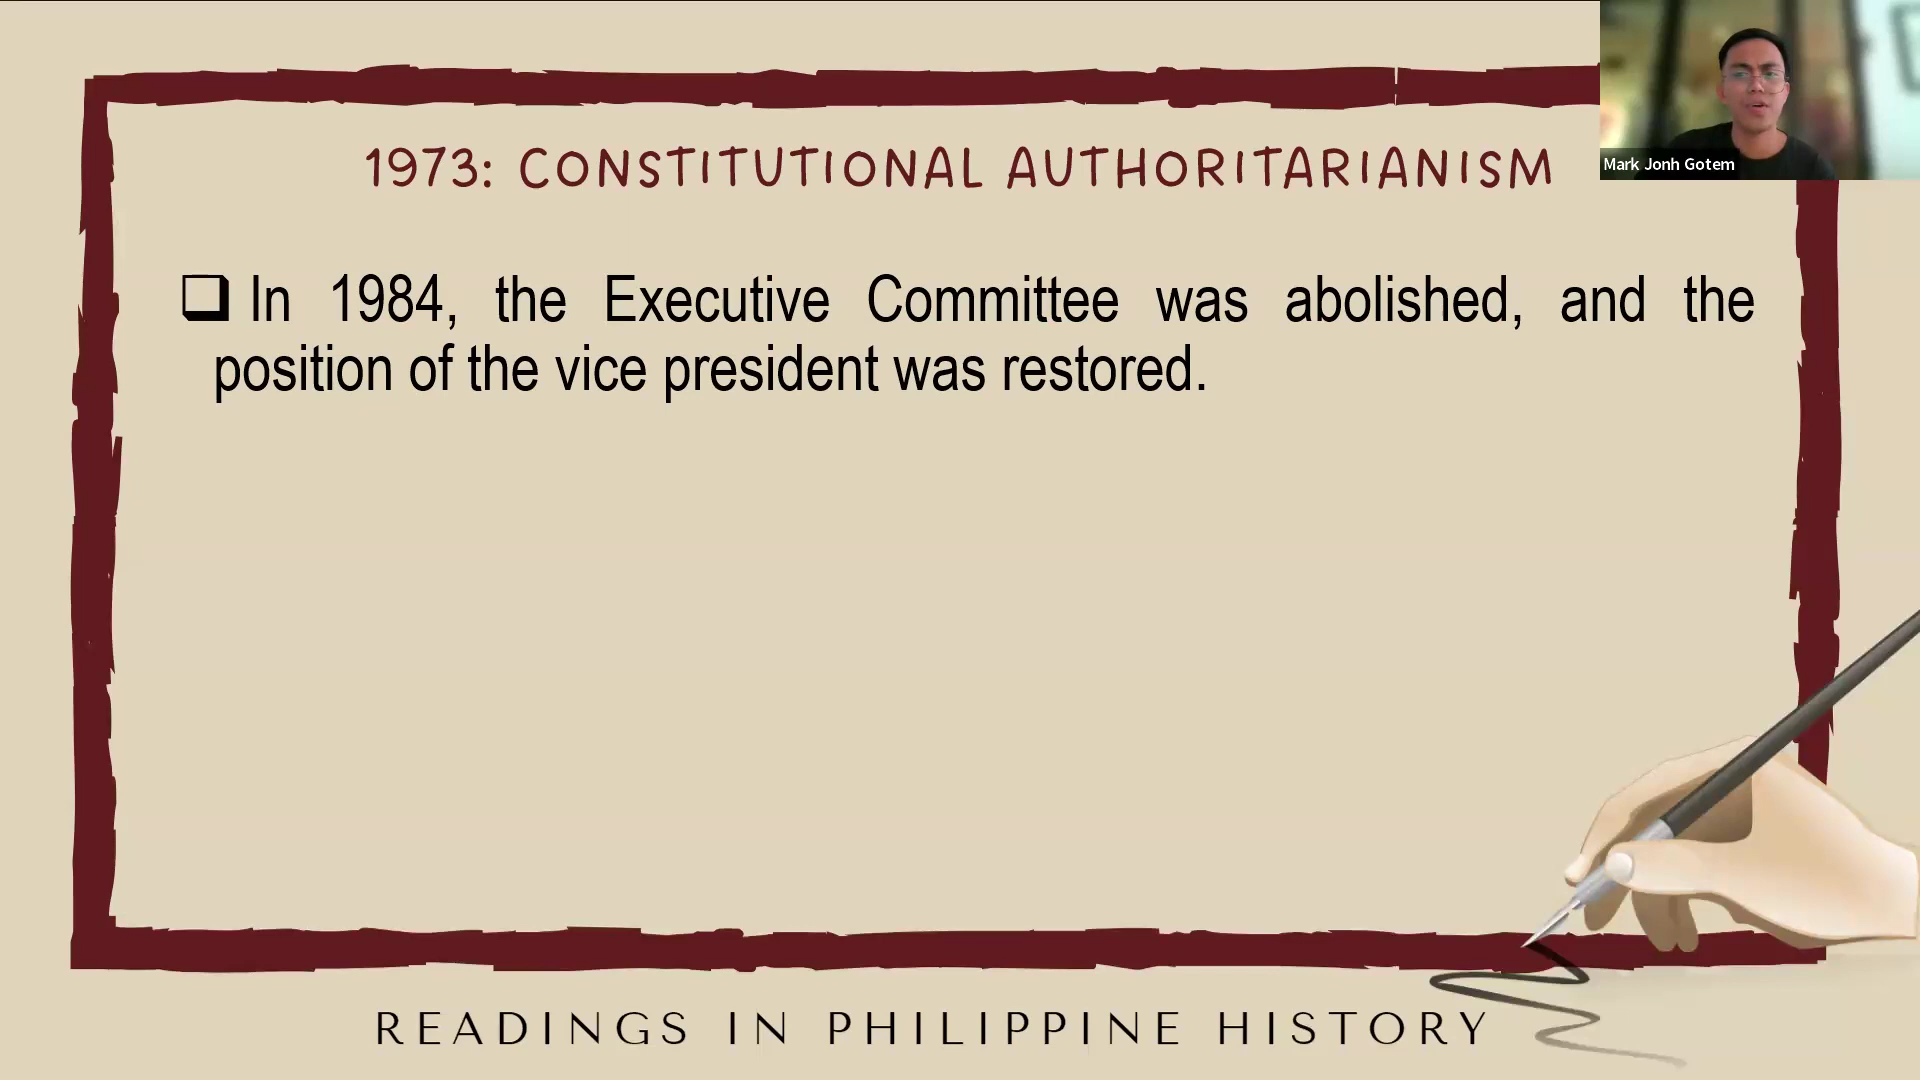 1973: CONSTITUTIONAL AUTHORITARIANISM
Mark Jonh Gotem
In 1984, the Executive Committee was abolished, and the
position of the vice president was restored.
READINGS IN PHILIPPINE HISTORY